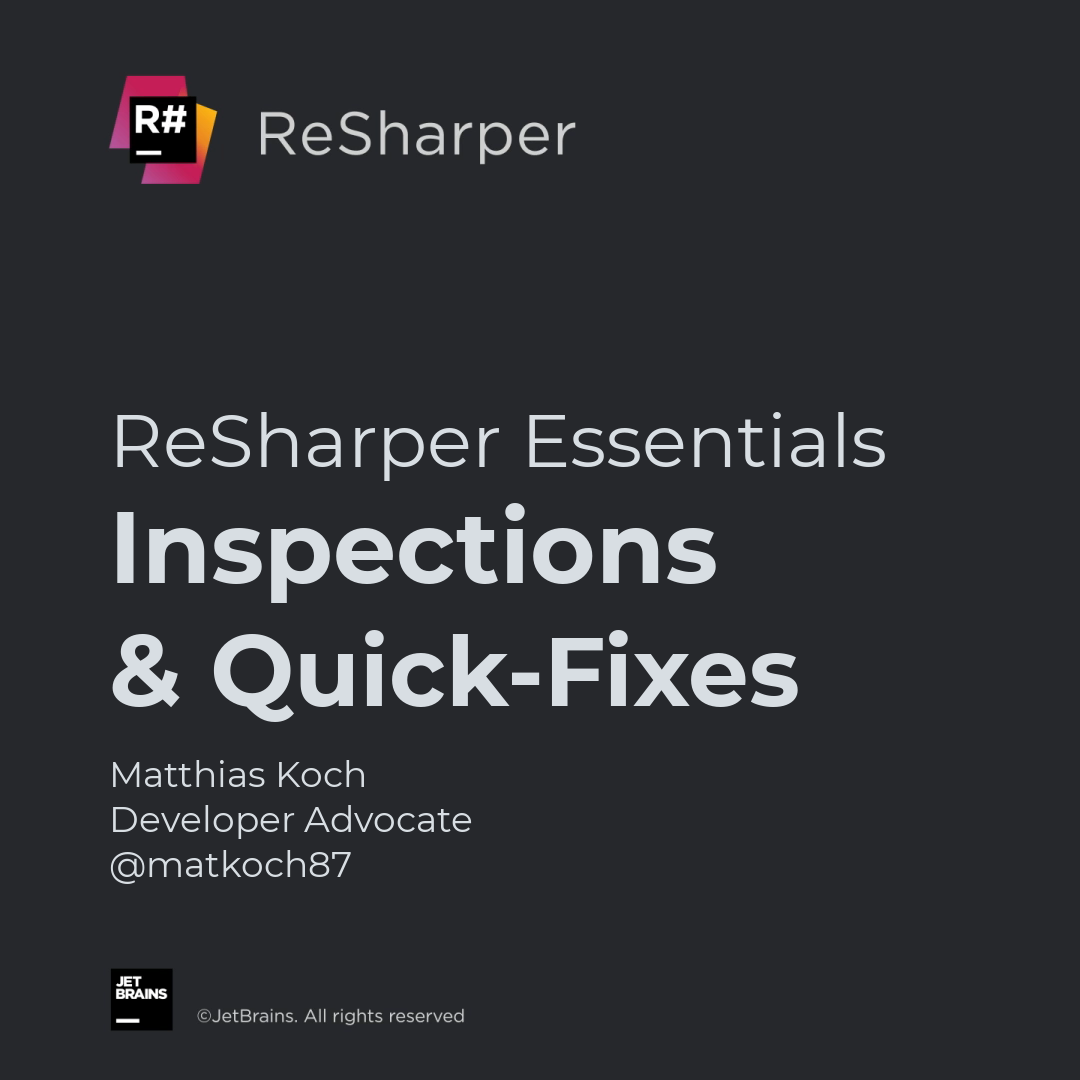 R#
ReSharper
ReSharper Essentials
Inspections
& Quick-Fixes
Matthias Koch
Developer Advocate
@matkoch87
JET
BRAINS
©JetBrains. All rights reserved